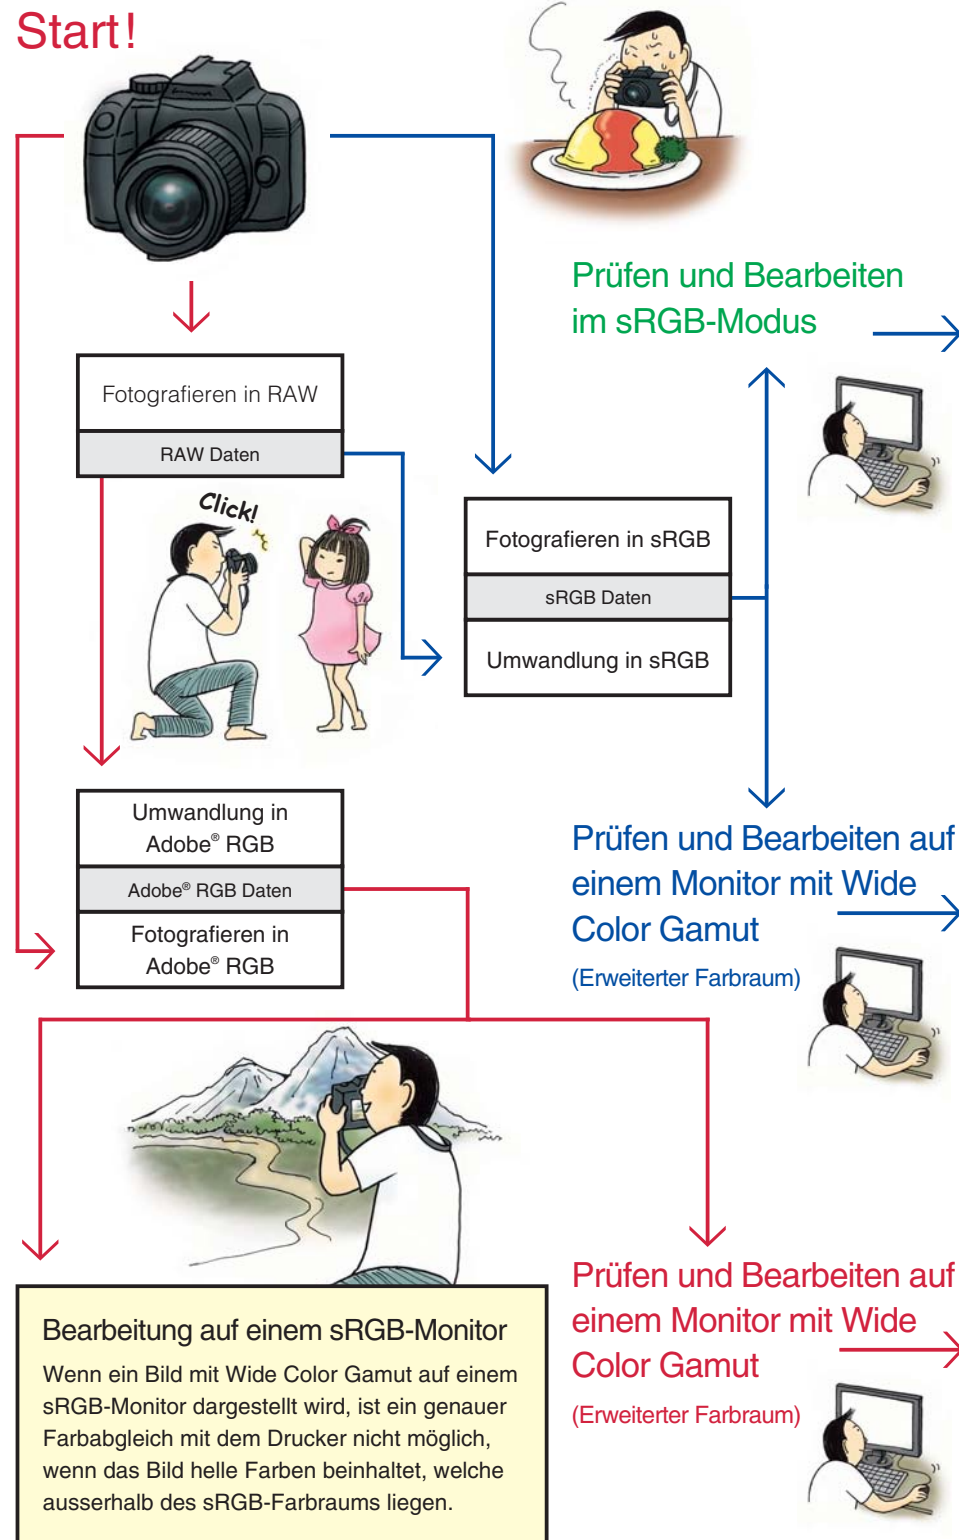 Start!
Prüfen und Bearbeiten
im sRGB-Modus
Fotografieren in RAW
RAW Daten
Click!
Fotografieren in sRGB
sRGB Daten
Umwandlung in sRGB
Umwandlung in
Adobe® RGB
Adobe® RGB Daten
Fotografieren in
Adobe® RGB
Prüfen und Bearbeiten auf
einem Monitor mit Wide
Color Gamut
(Erweiterter Farbraum)
Bearbeitung auf einem sRGB-Monitor
Wenn ein Bild mit Wide Color Gamut auf einem
sRGB-Monitor dargestellt wird, ist ein genauer
Farbabgleich mit dem Drucker nicht möglich,
wenn das Bild helle Farben beinhaltet, welche
ausserhalb des sRGB-Farbraums liegen.
Prüfen und Bearbeiten auf
einem Monitor mit Wide
Color Gamut
(Erweiterter Farbraum)